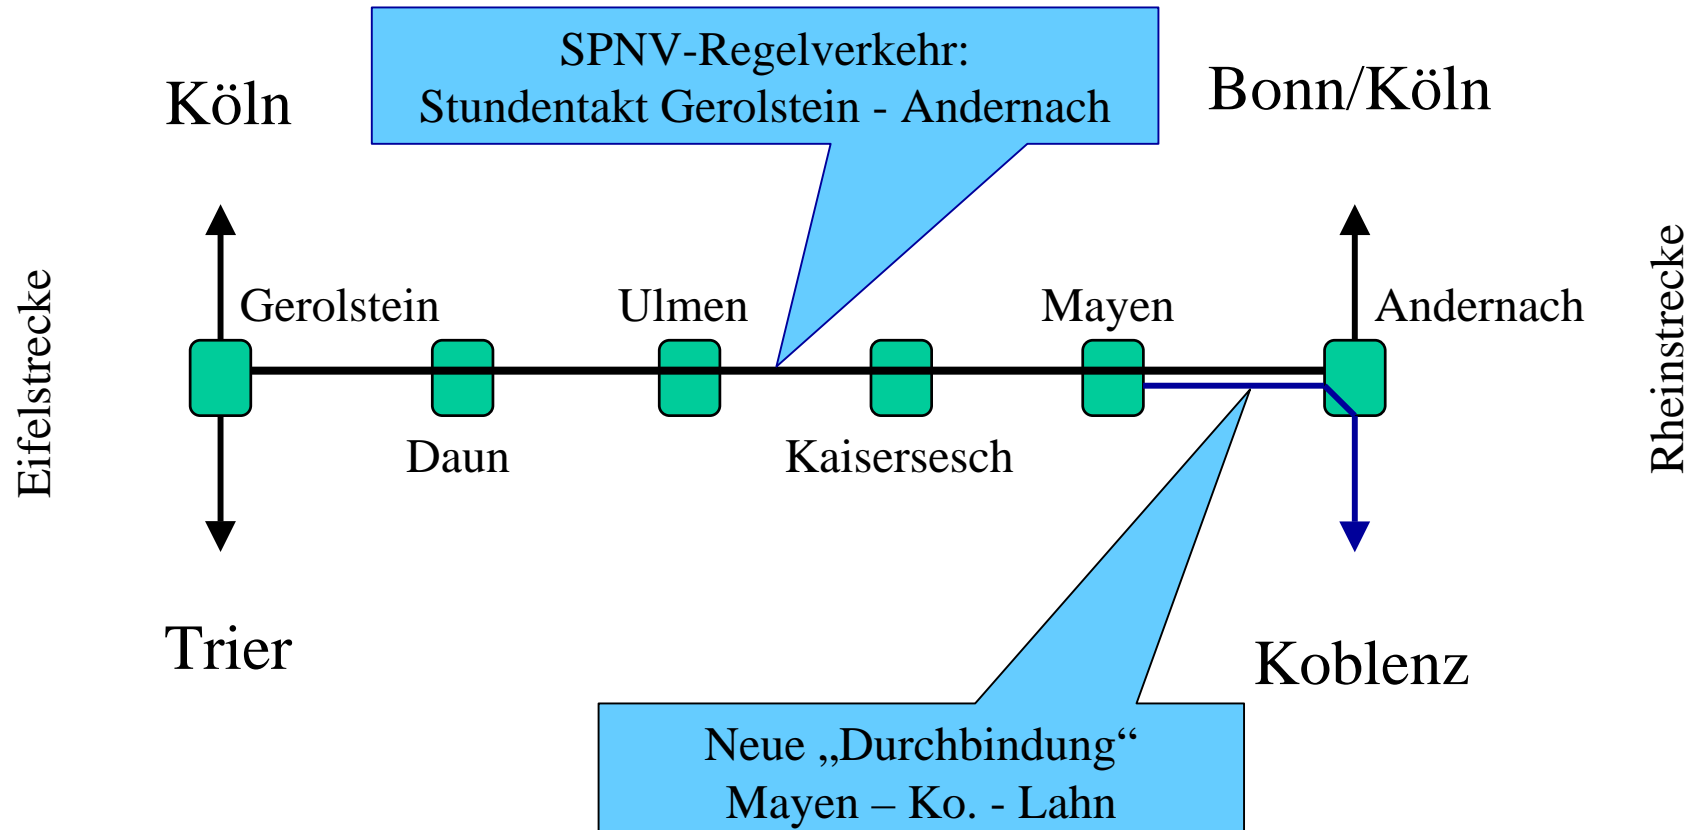 SPNV-Regelverkehr:
Stundentakt Gerolstein - Andernach
Köln
Bonn/Köln
Eifelstrecke
Rheinstrecke
Gerolstein
Ulmen
Mayen
Andernach
Daun
Kaisersesch
Trier
Koblenz
Neue „Durchbindung“
Mayen – Ko. - Lahn